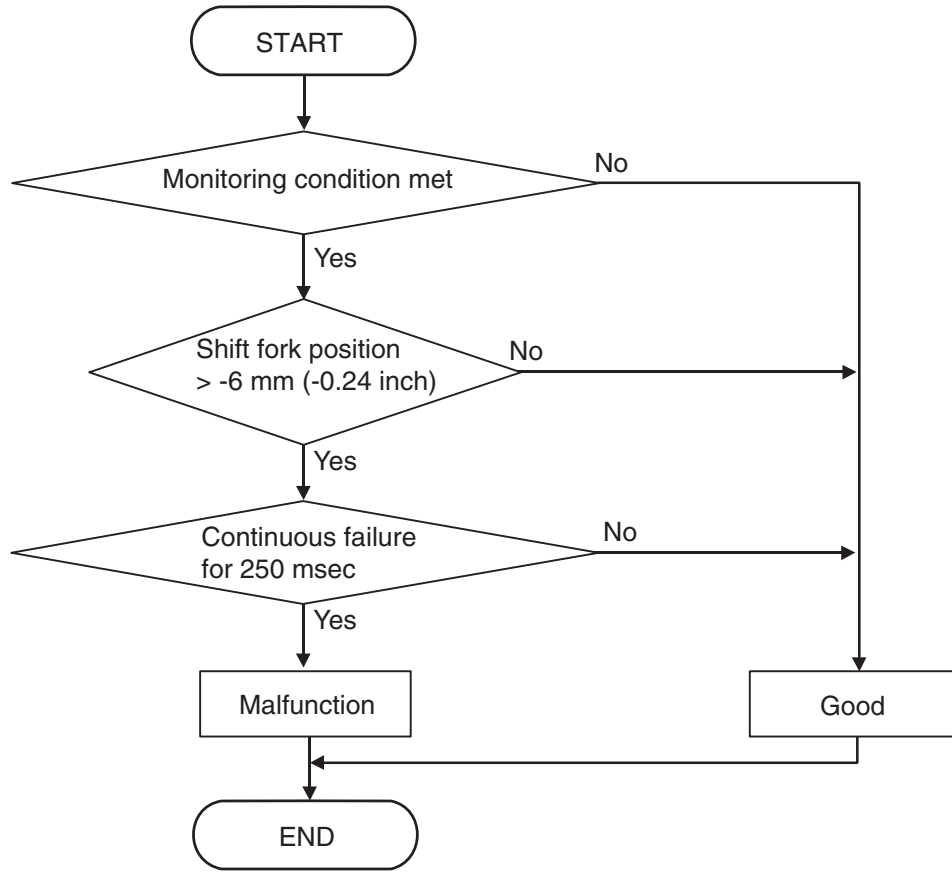 START
Monitoring condition met
No
Yes
Shift fork position
> -6 mm (-0.24 inch)
No
Yes
Continuous failure
for 250 msec
No
Yes
Malfunction
Good
END